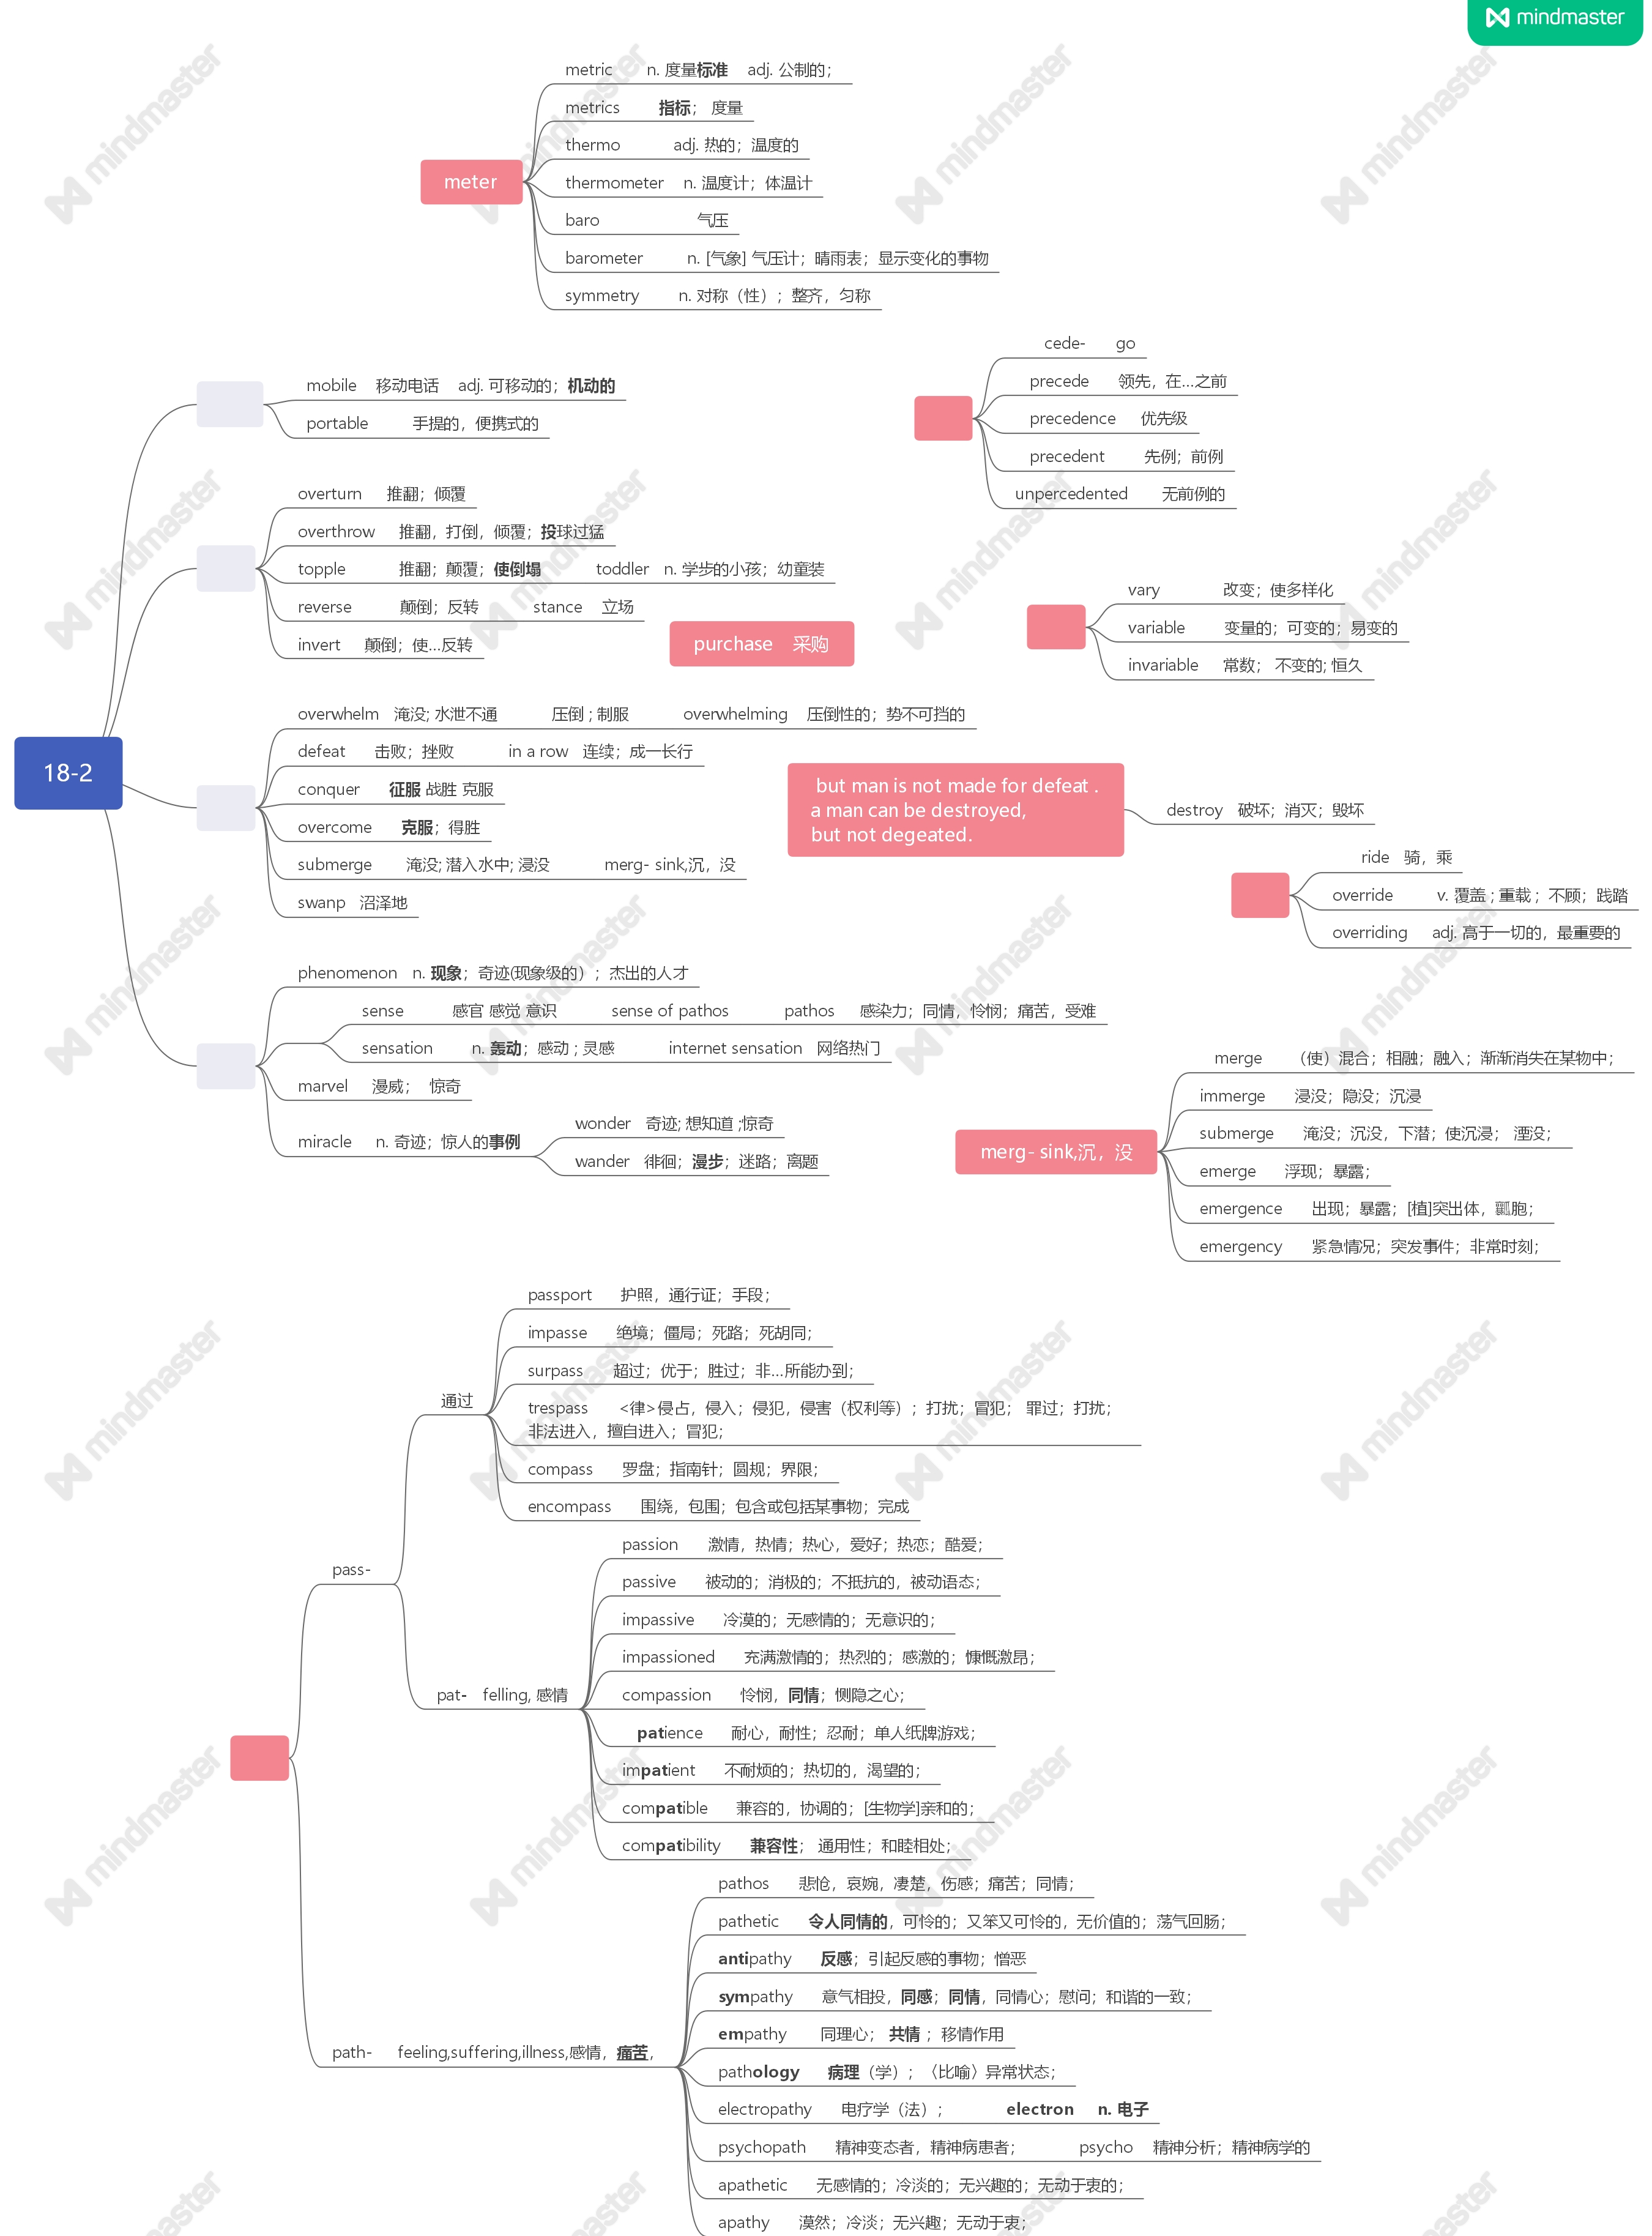 mindmaster
meter
metric n. 度量标准 adj. 公制的；
metrics 指标； 度量
thermo adj. 热的；温度的
thermometer n. 温度计；体温计
baro 气压
barometer n. [气象] 气压计；晴雨表；显示变化的事物
symmetry n. 对称（性）；整齐，匀称
cede- go
precede 领先，在...之前
precedence 优先级
precedent 先例；前例
unpercedented 无前例的
18-2
mobile 移动电话 adj. 可移动的；机动的
portable 手提的，便携式的
overturn 推翻；倾覆
overthrow 推翻，打倒，倾覆；投球过猛
topple 推翻；颠覆；使倒塌 toddler n. 学步的小孩；幼童装
reverse 颠倒；反转 stance 立场
invert 颠倒；使...反转
purchase 采购
vary 改变；使多样化
variable 变量的；可变的；易变的
invariable 常数； 不变的; 恒久
overwhelm 淹没; 水泄不通 压倒 ; 制服 overwhelming 压倒性的；势不可挡的
defeat 击败；挫败 in a row 连续；成一长行
conquer 征服 战胜 克服
overcome 克服；得胜
submerge 淹没; 潜入水中; 浸没 merg- sink,沉，没
swanp 沼泽地
but man is not made for defeat .
a man can be destroyed,
but not degeated.
destroy 破坏；消灭；毁坏
ride 骑，乘
override v. 覆盖 ; 重载 ; 不顾；践踏
overriding adj. 高于一切的，最重要的
phenomenon n. 现象；奇迹(现象级的）；杰出的人才
sense 感官 感觉 意识 sense of pathos pathos 感染力；同情，怜悯；痛苦，受难
sensation n. 轰动；感动 ; 灵感 internet sensation 网络热门
marvel 漫威； 惊奇
miracle n. 奇迹；惊人的事例
wonder 奇迹; 想知道 ;惊奇
wander 徘徊；漫步；迷路；离题
merg- sink,沉，没
merge （使）混合；相融；融入；渐渐消失在某物中；
immerge 浸没；隐没；沉浸
submerge 淹没；沉没，下潜；使沉浸； 湮没；
emerge 浮现；暴露；
emergence 出现；暴露；[植]突出体，瓤胞；
emergency 紧急情况；突发事件；非常时刻；
pass-
通过
passport 护照，通行证；手段；
impasse 绝境；僵局；死路；死胡同；
surpass 超过；优于；胜过；非...所能办到；
trespass <律>侵占，侵入；侵犯，侵害（权利等）；打扰；冒犯； 罪过；打扰；
非法进入，擅自进入；冒犯；
compass 罗盘；指南针；圆规；界限；
encompass 围绕，包围；包含或包括某事物；完成
pat- felling, 感情
passion 激情，热情；热心，爱好；热恋；酷爱；
passive 被动的；消极的；不抵抗的，被动语态；
impassive 冷漠的；无感情的；无意识的；
impassioned 充满激情的；热烈的；感激的；慷慨激昂；
compassion 怜悯，同情；恻隐之心；
patience 耐心，耐性；忍耐；单人纸牌游戏；
impatient 不耐烦的；热切的，渴望的；
compatible 兼容的，协调的；[生物学]亲和的；
compatibility 兼容性； 通用性；和睦相处；
path- feeling,suffering,illness,感情，痛苦，
pathos 悲怆，哀婉，凄楚，伤感；痛苦；同情；
pathetic 令人同情的，可怜的；又笨又可怜的，无价值的；荡气回肠；
antipathy 反感；引起反感的事物；憎恶
sympathy 意气相投，同感；同情，同情心；慰问；和谐的一致；
empathy 同理心； 共情 ；移情作用
pathology 病理（学）；〈比喻〉异常状态；
electropathy 电疗学（法）； electron n. 电子
psychopath 精神变态者，精神病患者； psycho 精神分析；精神病学的
apathetic 无感情的；冷淡的；无兴趣的；无动于衷的；
apathy 漠然；冷淡；无兴趣；无动于衷；